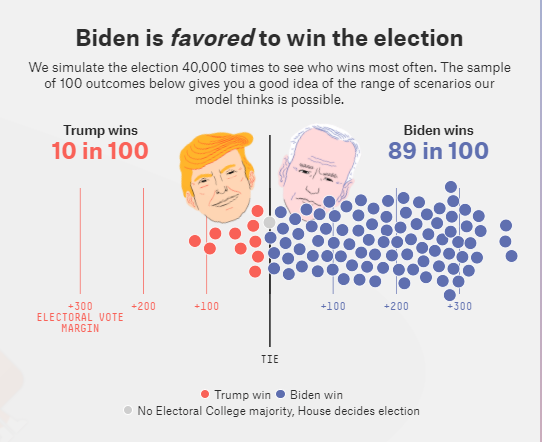 Biden is favored to win the election
We simulate the election 40,000 times to see who wins most often. The sample
of 100 outcomes below gives you a good idea of the range of scenarios our
model thinks is possible.
Trump wins
10 in 100
Biden wins
89 in 100
+300
+200
+100
+100
+200
+300
ELECTORAL VOTE
MARGIN
TIE
Trump win
Biden win
No Electoral College majority, House decides election